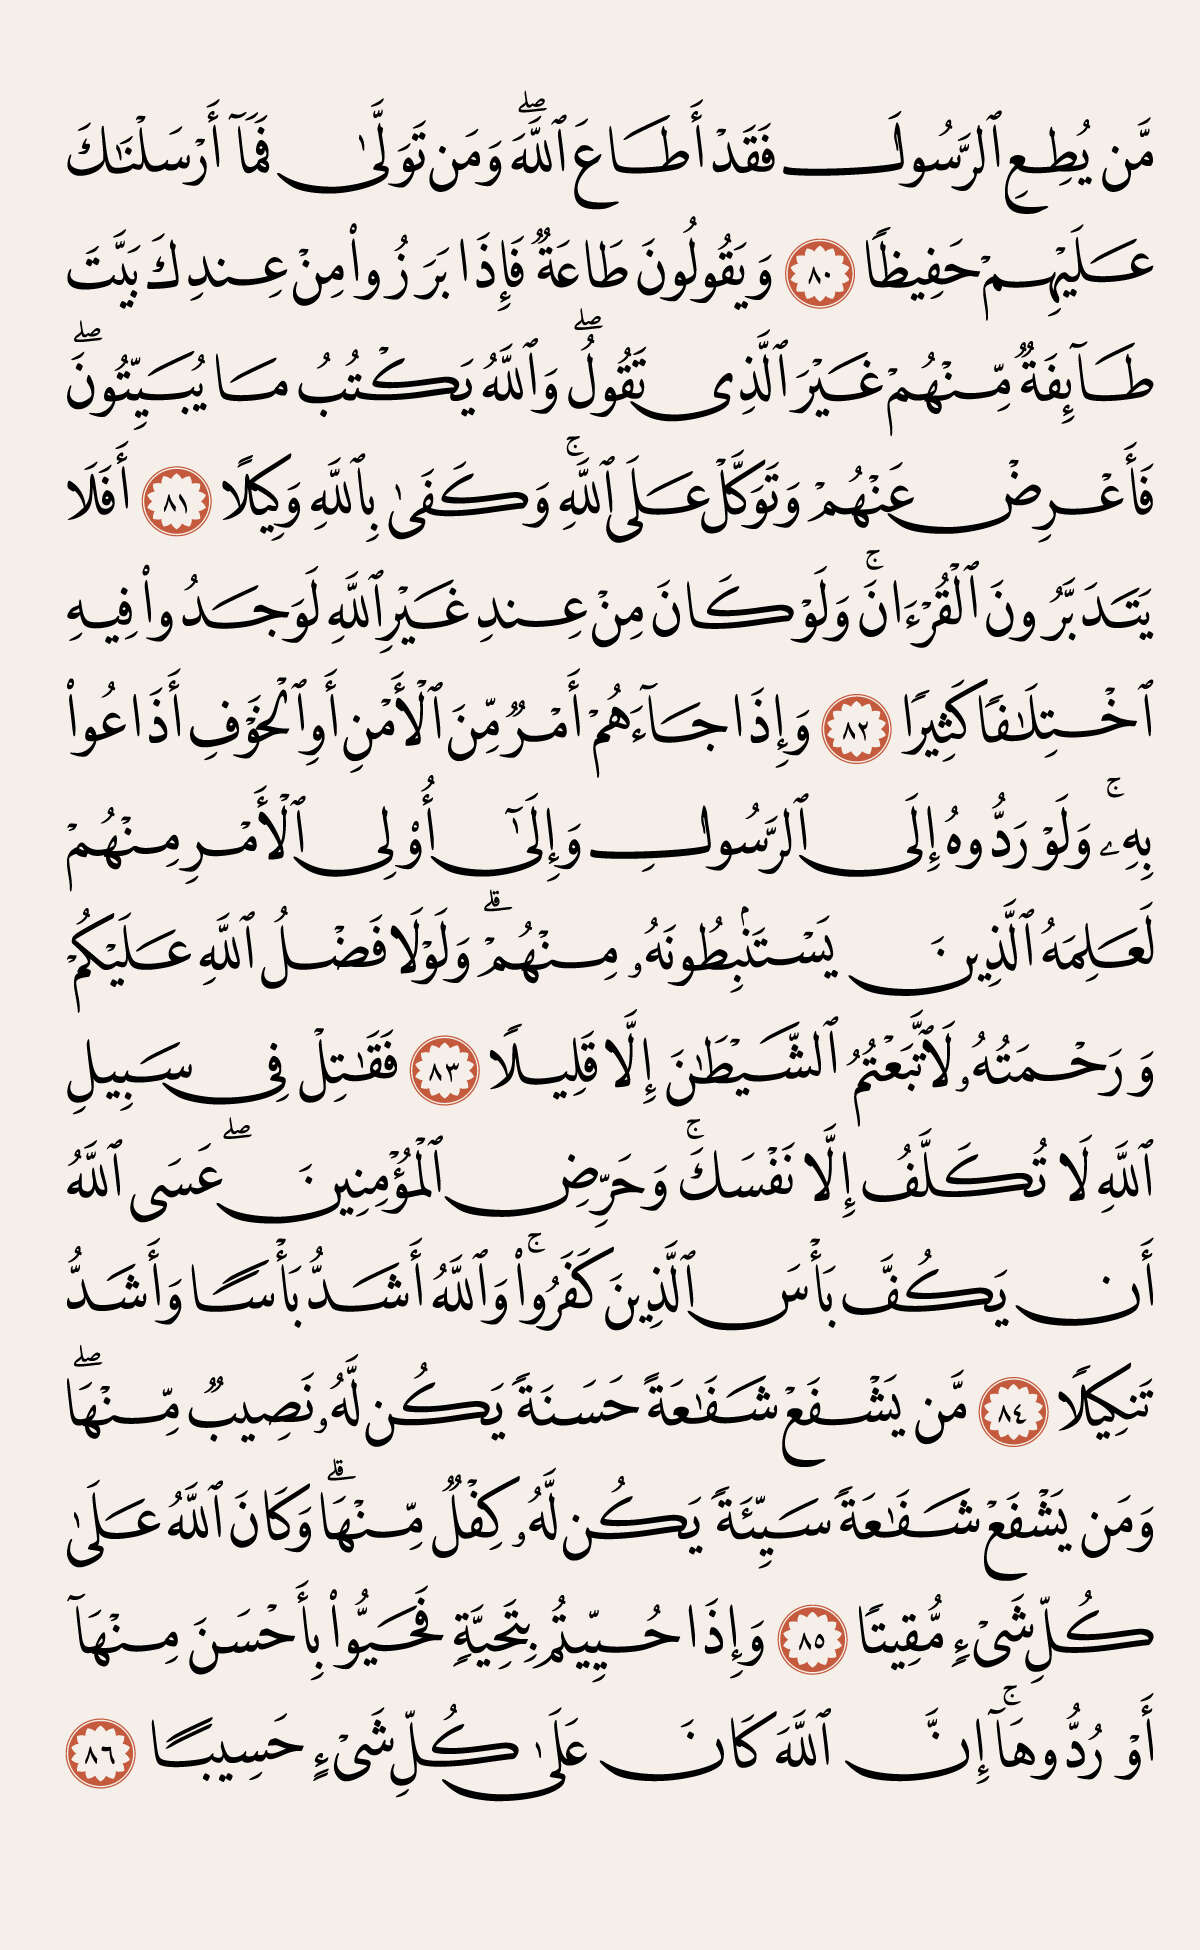 مَّن يُطِعِ ٱلرَّسُولَ فَقَدْ أَطَاعَ ٱللَّهَۖ وَمَن تَوَلَّىٰ فَمَآ أَرْسَلْنَٰكَ
عَلَيْهِمْ حَفِيظًا ٨٠ وَيَقُولُونَ طَاعَةٌ فَإِذَا بَرَزُوا۟ مِنْ عِندِكَ بَيَّتَ
طَآئِفَةٌ مِّنْهُمْ غَيْرَ ٱلَّذِى تَقُولُۖ وَٱللَّهُ يَكْتُبُ مَا يُبَيِّتُونَۖ
فَأَعْرِضْ عَنْهُمْ وَتَوَكَّلْ عَلَى ٱللَّهِۚ وَكَفَىٰ بِٱللَّهِ وَكِيلًا ٨١ أَفَلَا
يَتَدَبَّرُونَ ٱلْقُرْءَانَۚ وَلَوْ كَانَ مِنْ عِندِ غَيْرِ ٱللَّهِ لَوَجَدُوا۟ فِيهِ
ٱخْتِلَٰفًا كَثِيرًا ٨٢ وَإِذَا جَآءَهُمْ أَمْرٌ مِّنَ ٱلْأَمْنِ أَوِ ٱلْخَوْفِ أَذَاعُوا۟
بِهِۦۚ وَلَوْ رَدُّوهُ إِلَى ٱلرَّسُولِ وَإِلَىٰٓ أُو۟لِى ٱلْأَمْرِ مِنْهُمْ
لَعَلِمَهُ ٱلَّذِينَ يَسْتَنۢبِطُونَهُۥ مِنْهُمْۗ وَلَوْلَا فَضْلُ ٱللَّهِ عَلَيْكُمْ
وَرَحْمَتُهُۥ لَٱتَّبَعْتُمُ ٱلشَّيْطَٰنَ إِلَّا قَلِيلًا ٨٣ فَقَٰتِلْ فِى سَبِيلِ
ٱللَّهِ لَا تُكَلَّفُ إِلَّا نَفْسَكَۚ وَحَرِّضِ ٱلْمُؤْمِنِينَۖ عَسَى ٱللَّهُ
أَن يَكُفَّ بَأْسَ ٱلَّذِينَ كَفَرُوا۟ۚ وَٱللَّهُ أَشَدُّ بَأْسًا وَأَشَدُّ
تَنكِيلًا ٨٤ مَّن يَشْفَعْ شَفَٰعَةً حَسَنَةً يَكُن لَّهُۥ نَصِيبٌ مِّنْهَاۖ
وَمَن يَشْفَعْ شَفَٰعَةً سَيِّئَةً يَكُن لَّهُۥ كِفْلٌ مِّنْهَاۗ وَكَانَ ٱللَّهُ عَلَىٰ
كُلِّ شَىْءٍ مُّقِيتًا ٨٥ وَإِذَا حُيِّيتُم بِتَحِيَّةٍ فَحَيُّوا۟ بِأَحْسَنَ مِنْهَآ
أَوْ رُدُّوهَآۚ إِنَّ ٱللَّهَ كَانَ عَلَىٰ كُلِّ شَىْءٍ حَسِيبًا ٨٦